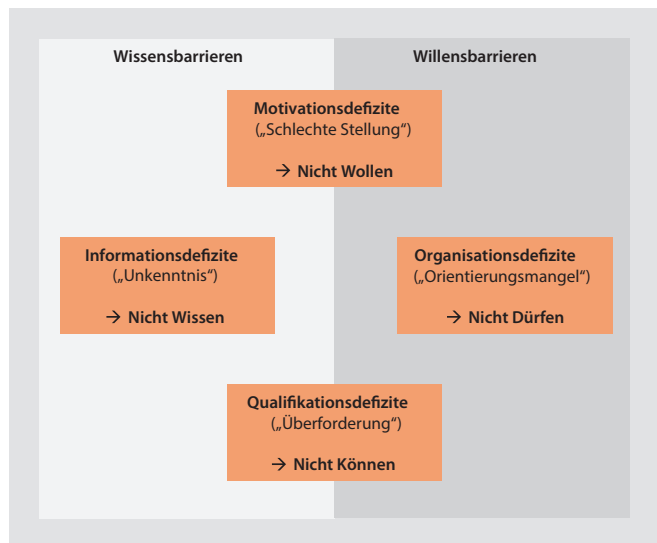 Wissensbarrieren
Willensbarrieren
Motivationsdefizite
(„Schlechte Stellung“)
→ Nicht Wollen
Informationsdefizite
(„Unkenntnis“)
→ Nicht Wissen
Organisationsdefizite
(„Orientierungsmangel“)
→ Nicht Dürfen
Qualifikationsdefizite
(„Überforderung“)
→ Nicht Können